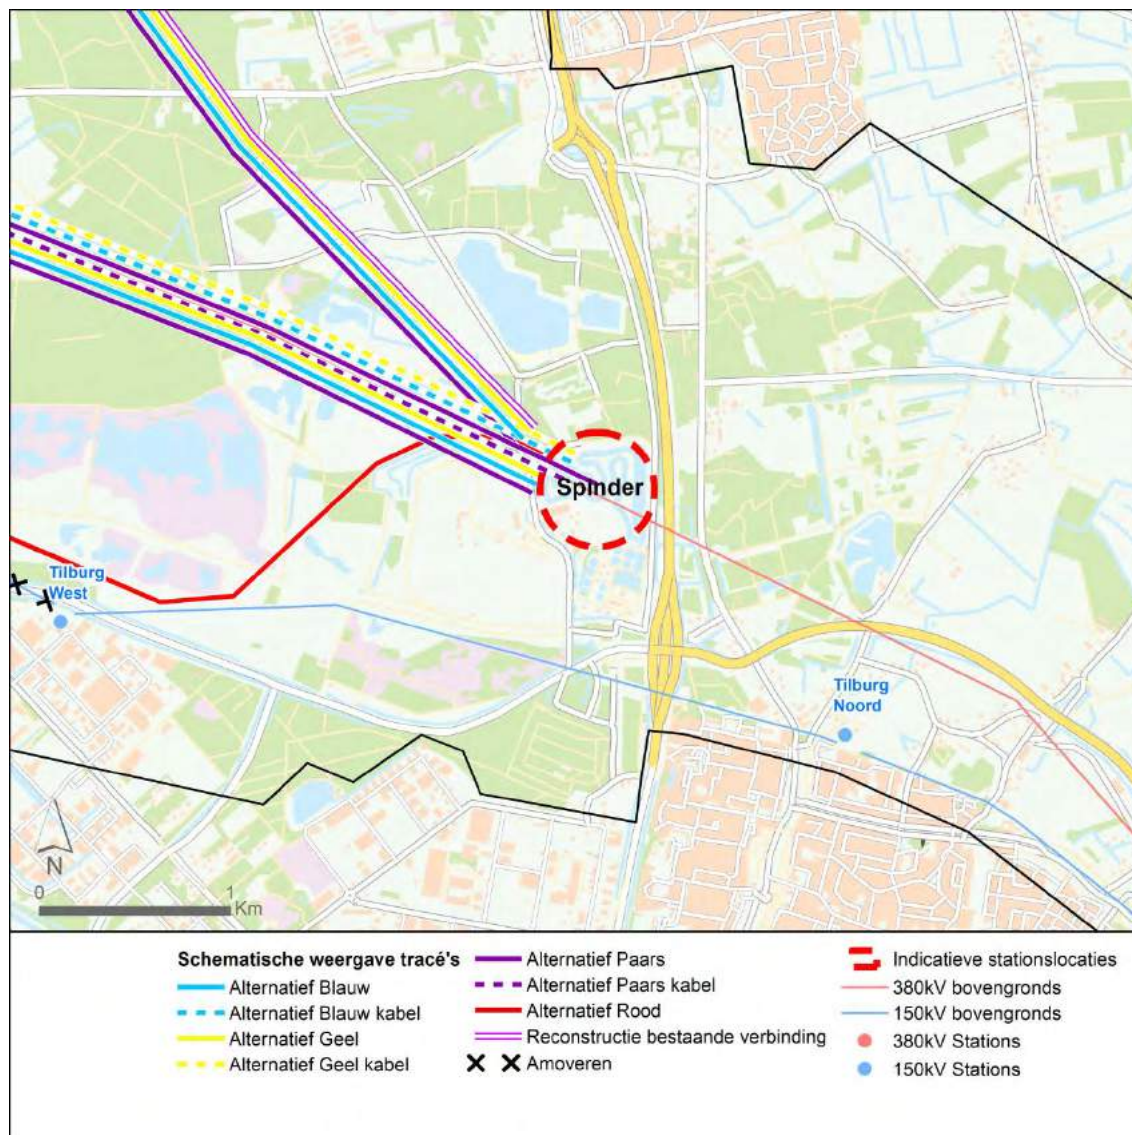 Spinder
Tilburg
West
Tilburg
Noord
N
0 1
Km
Schematische weergave tracé's
Alternatief Blauw
Alternatief Blauw kabel
Alternatief Geel
Alternatief Geel kabel
Alternatief Paars
Alternatief Paars kabel
Alternatief Rood
Reconstructie bestaande verbinding
Amoveren
Indicatieve stationslocaties
380kV bovengronds
150kV bovengronds
380kV Stations
150kV Stations